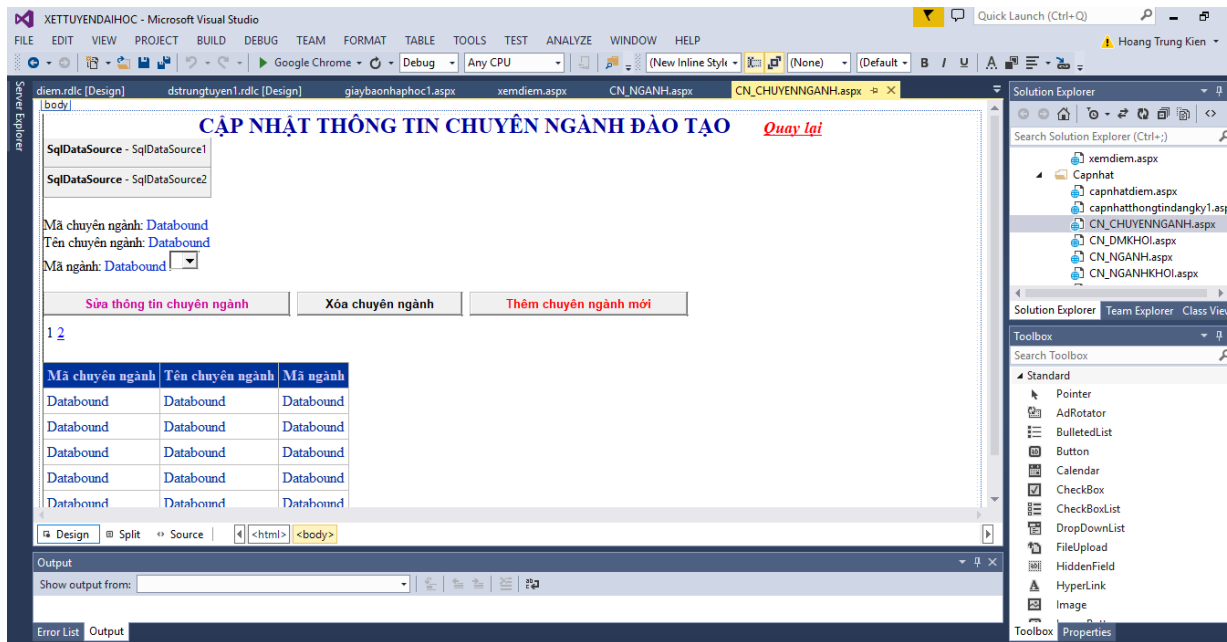 XETTUYENDAIHOC - Microsoft Visual Studio
Quick Launch (Ctrl+Q)
FILE EDIT VIEW PROJECT BUILD DEBUG TEAM FORMAT TABLE TOOLS TEST ANALYZE WINDOW HELP
Hoang Trung Kien
Google Chrome Debug Any CPU (New Inline Style (None) (Default B I U A
Server Explorer
diem.rdlc [Design] dstrungtuyen1.rdlc [Design] giaybaonhaphoc1.aspx xemdiem.aspx CN_NGANH.aspx CN_CHUYENNGANH.aspx
body
CẬP NHẬT THÔNG TIN CHUYÊN NGÀNH ĐÀO TẠO Quay lại
SqlDataSource - SqlDataSource1
SqlDataSource - SqlDataSource2
Mã chuyên ngành: Databound
Tên chuyên ngành: Databound
Mã ngành: Databound
Sửa thông tin chuyên ngành Xóa chuyên ngành Thêm chuyên ngành mới
1 2
Mã chuyên ngành Tên chuyên ngành Mã ngành
Databound Databound Databound
Databound Databound Databound
Databound Databound Databound
Databound Databound Databound
Databound Databound Databound
Design Split Source <html> <body>
Output
Show output from:
Error List Output
Solution Explorer
Search Solution Explorer (Ctrl+;)
xemdiem.aspx
Capnhat
capnhatdiem.aspx
capnhatthongtindangky1.asp
CN_CHUYENNGANH.aspx
CN_DMKHOI.aspx
CN_NGANH.aspx
CN_NGANHKHOI.aspx
Solution Explorer Team Explorer Class View
Toolbox
Search Toolbox
Standard
Pointer
AdRotator
BulletedList
Button
Calendar
CheckBox
CheckBoxList
DropDownList
FileUpload
HiddenField
HyperLink
Image
Toolbox Properties